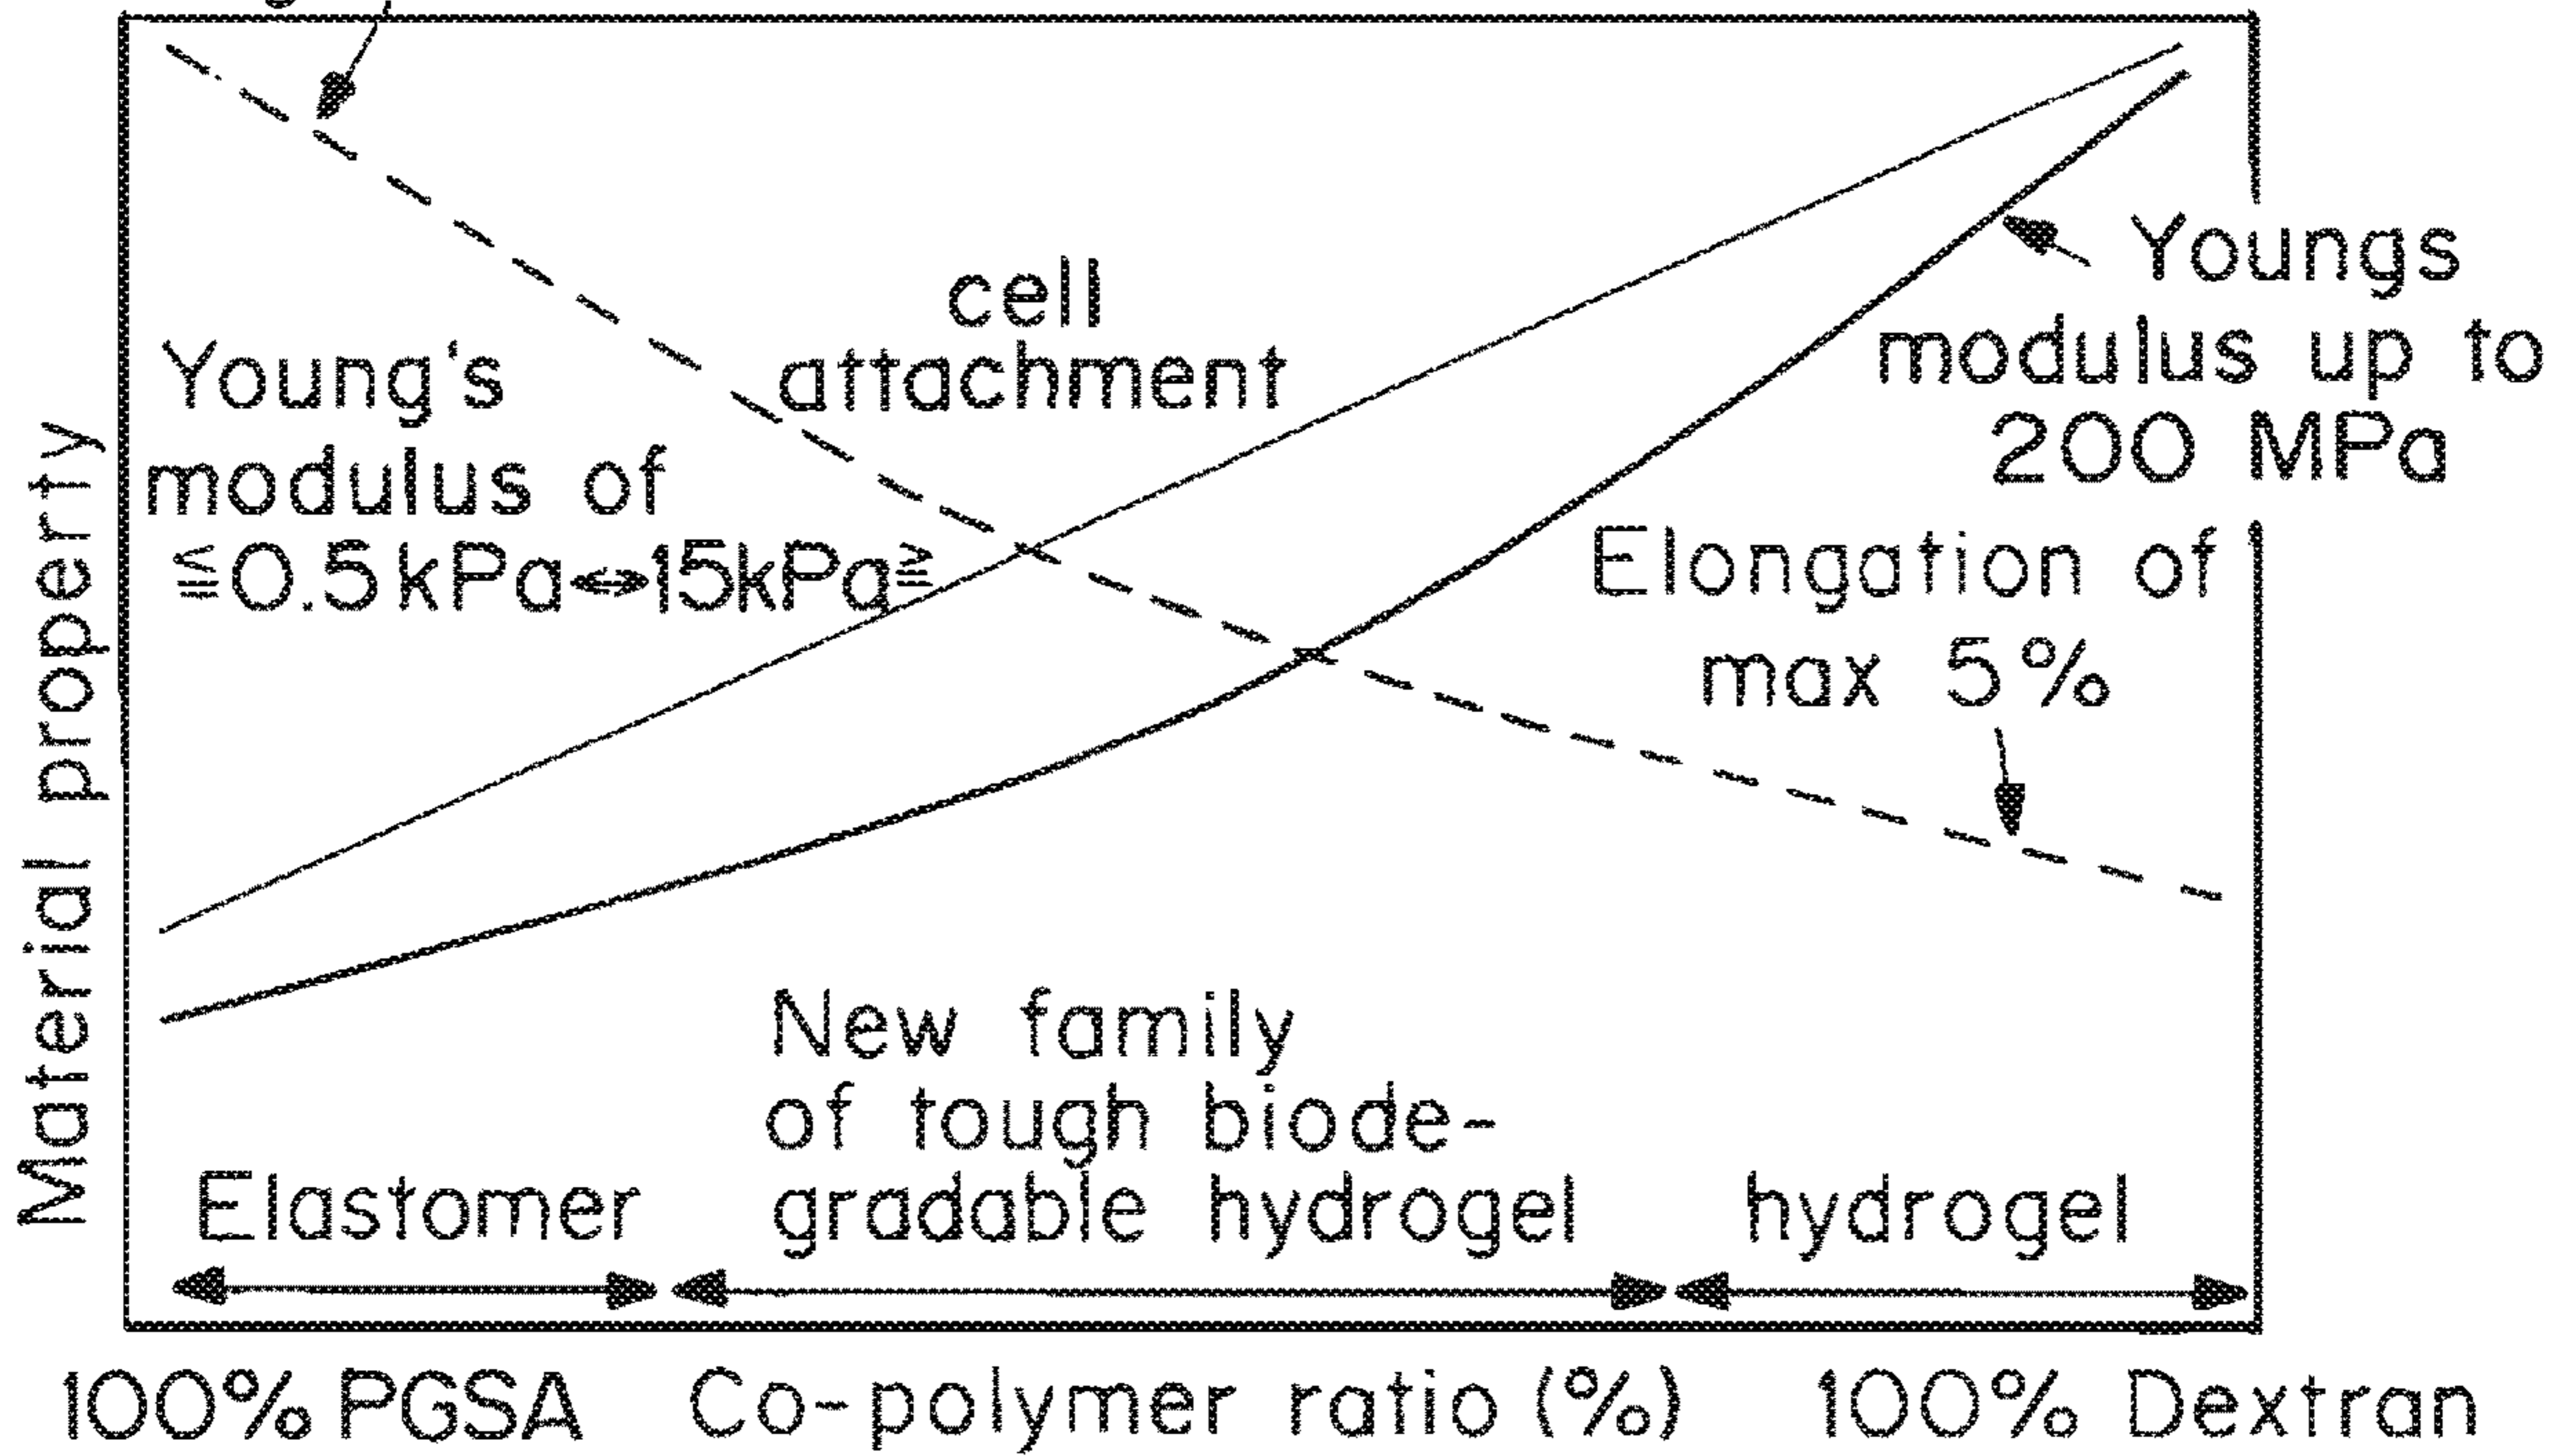 cell
attachment
Young's
modulus of
≦0.5kPa⇔15kPa≧
Youngs
modulus up to
200 MPa
Elongation of
max 5%
Material property
New family
of tough biode-
gradable hydrogel
Elastomer
hydrogel
100% PGSA
Co-polymer ratio (%)
100% Dextran